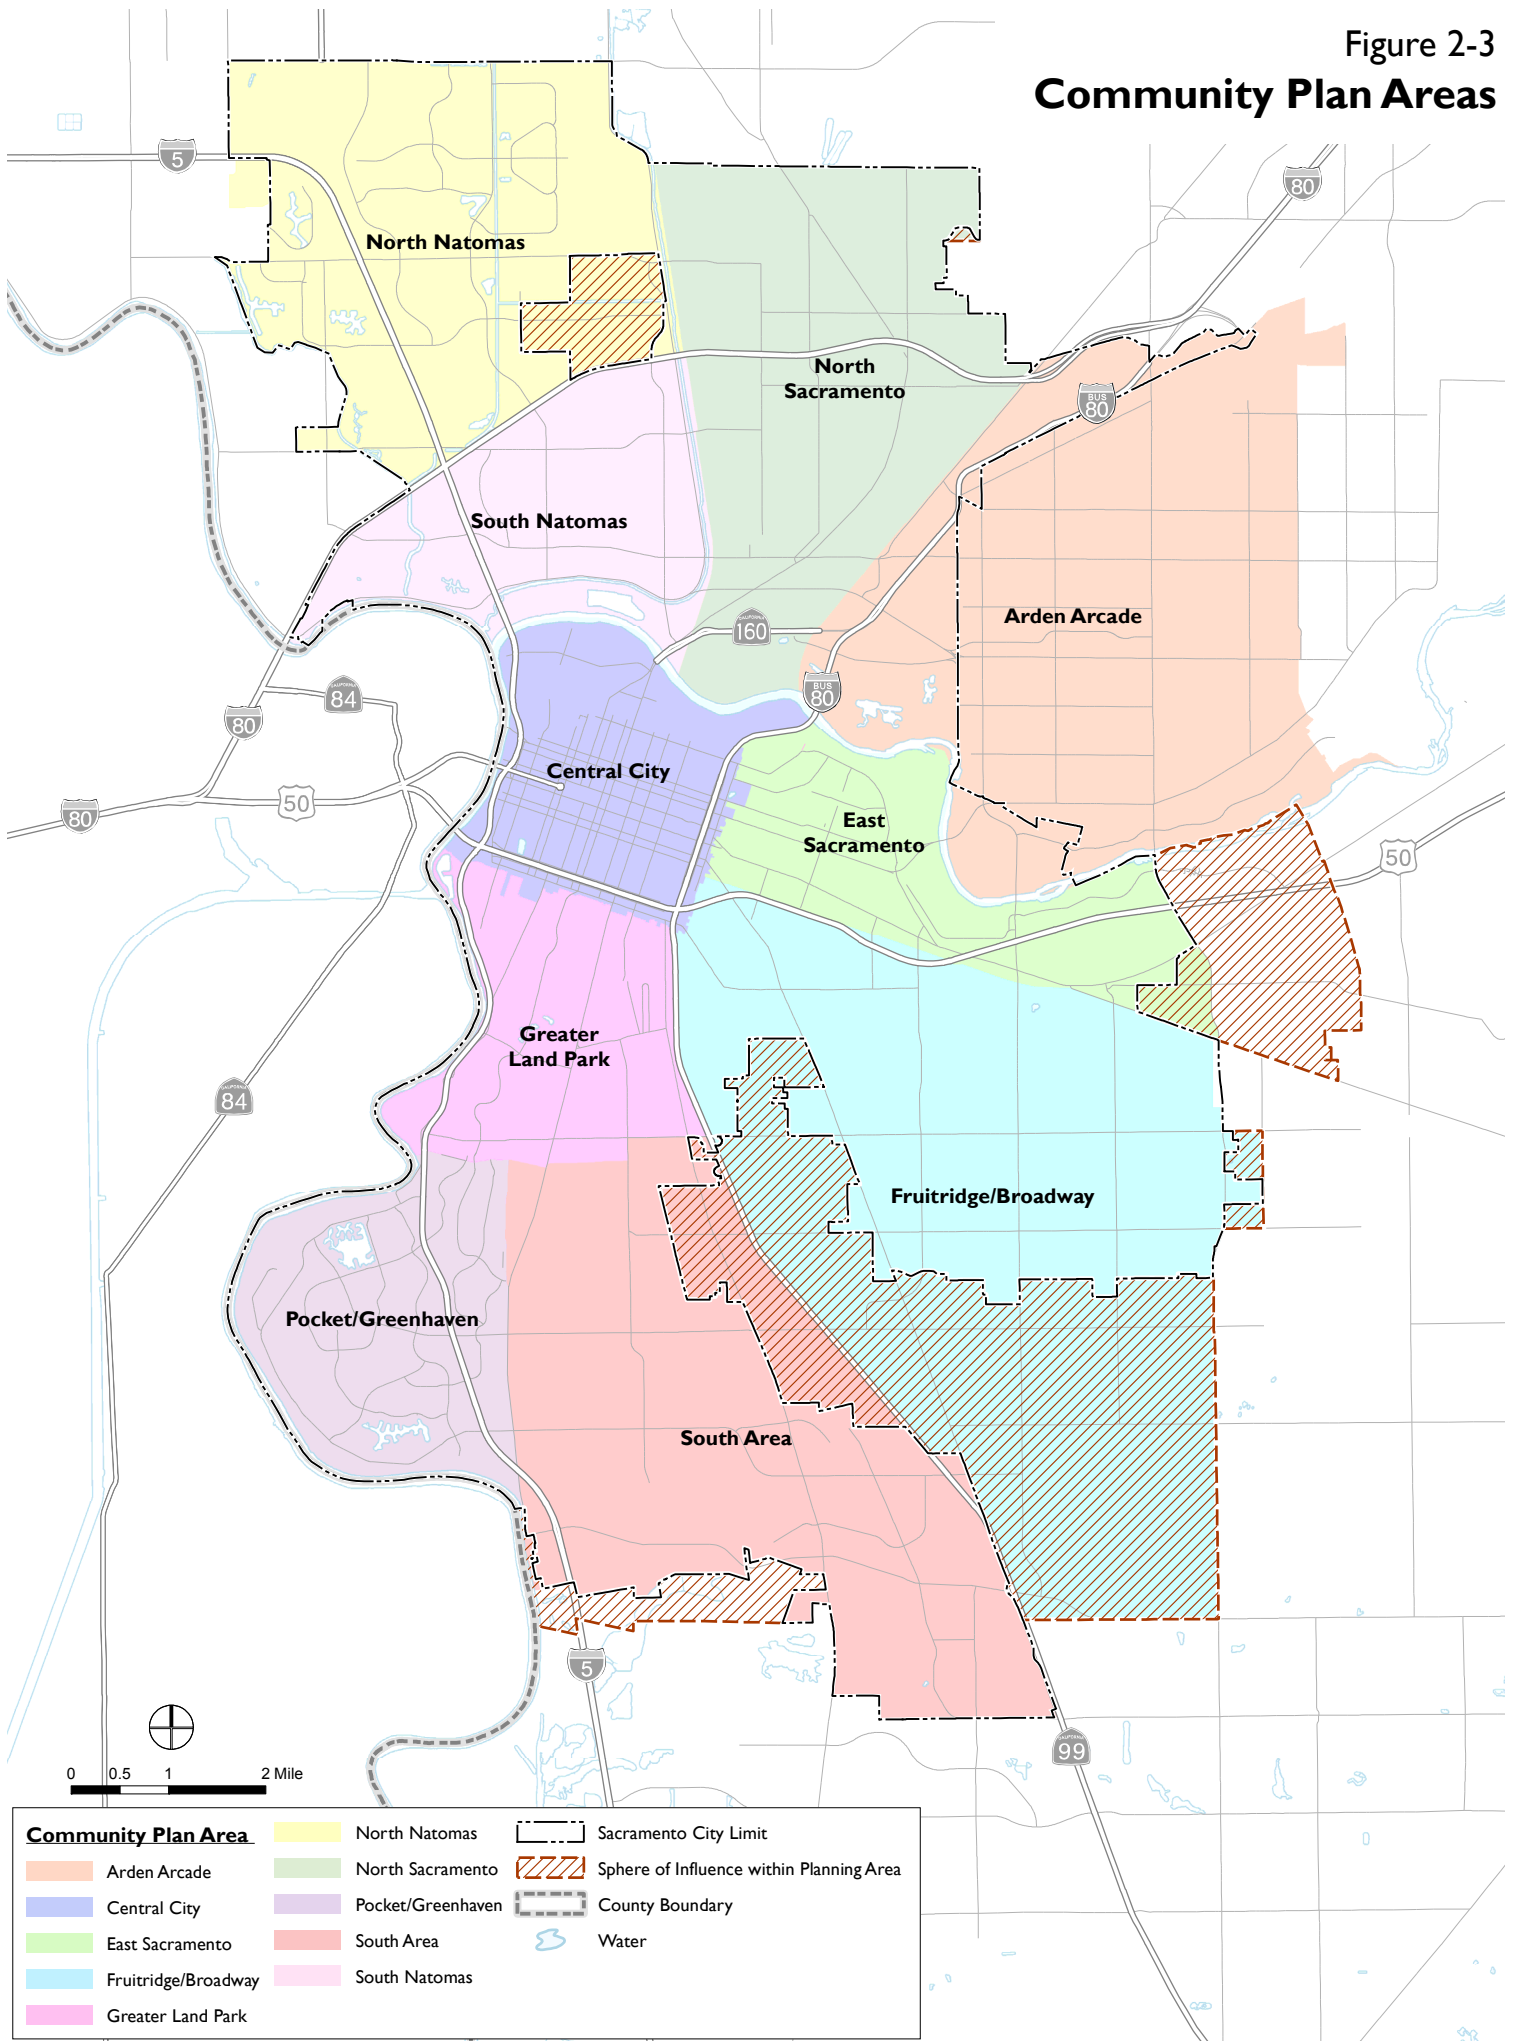 Figure 2-3
Community Plan Areas
5
80
North Natomas
North
Sacramento
BUS
80
South Natomas
Arden Arcade
CALIFORNIA
160
BUS
80
CALIFORNIA
84
80
Central City
50
80
East
Sacramento
50
Greater
Land Park
CALIFORNIA
84
Fruitridge/Broadway
Pocket/Greenhaven
South Area
5
CALIFORNIA
99
0 0.5 1 2 Mile
Community Plan Area
Arden Arcade
Central City
East Sacramento
Fruitridge/Broadway
Greater Land Park
North Natomas
North Sacramento
Pocket/Greenhaven
South Area
South Natomas
Sacramento City Limit
Sphere of Influence within Planning Area
County Boundary
Water